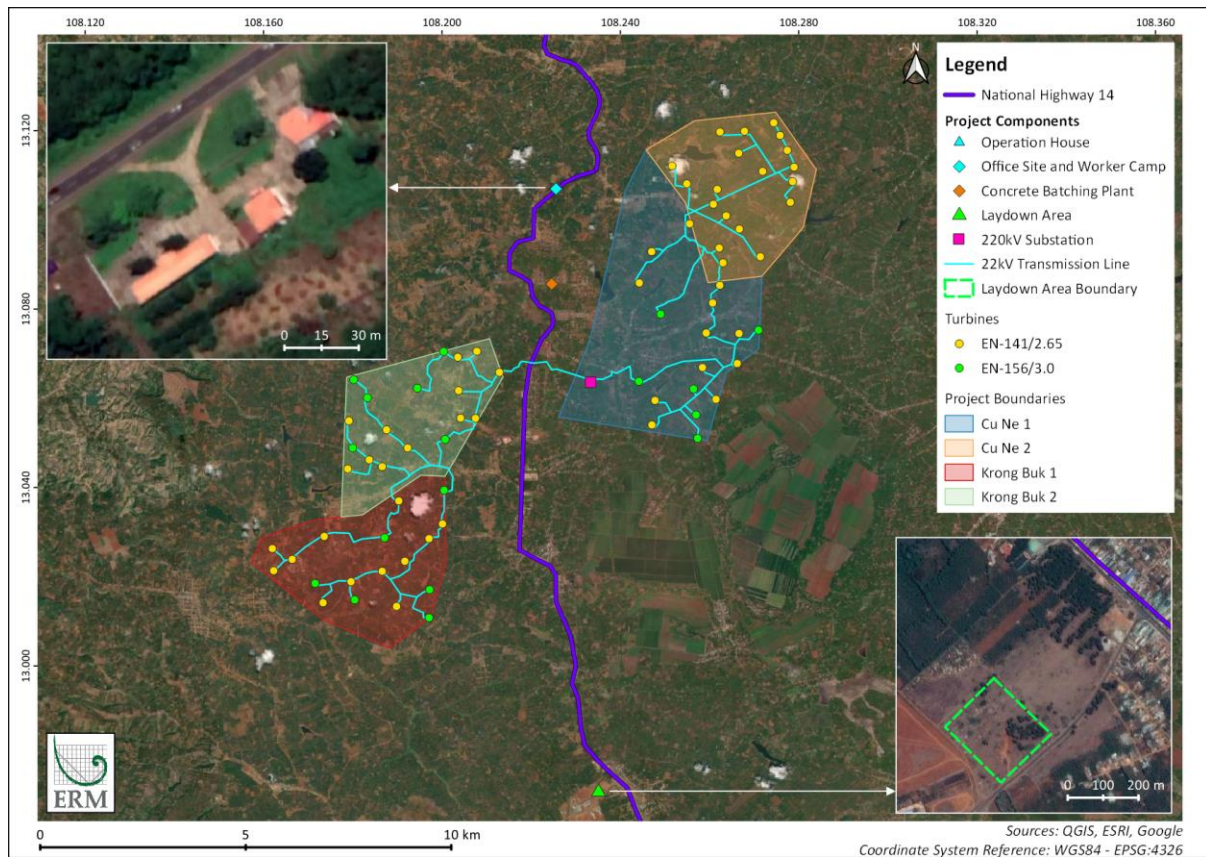 108.120
108.160
108.200
108.240
108.280
108.320
108.360
13.120
13.080
13.040
13.000
0 15 30 m
N
Legend
National Highway 14
Project Components
Operation House
Office Site and Worker Camp
Concrete Batching Plant
Laydown Area
220kV Substation
22kV Transmission Line
Laydown Area Boundary
Turbines
EN-141/2.65
EN-156/3.0
Project Boundaries
Cu Ne 1
Cu Ne 2
Krong Buk 1
Krong Buk 2
0 100 200 m
ERM
0 5 10 km
Sources: QGIS, ESRI, Google
Coordinate System Reference: WGS84 - EPSG:4326